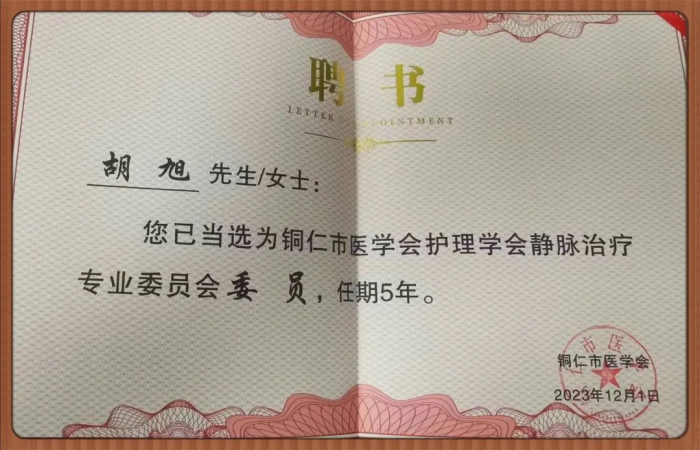 聘书
LETTER OF APPOINTMENT
胡 旭 先生/女士：
您已当选为铜仁市医学会护理学会静脉治疗
专业委员会委 员，任期5年。
铜仁市医学会
2023年12月1日